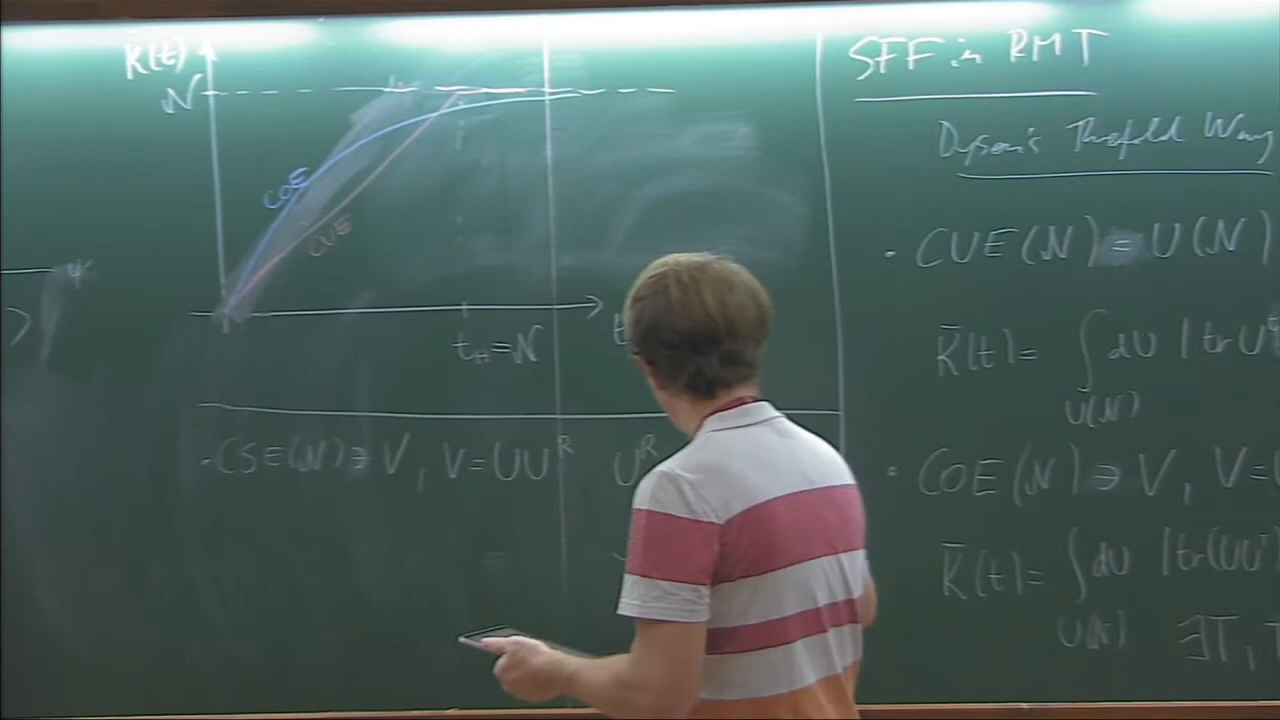 K(t)
N
COE
CUE
t_H=N
t
· CSE(N)∋V, V=UU^R U^R
SFF in RMT
Dyson's Threefold Way
· CUE(N) = U(N)
K̄(t)= ∫ dU |tr U^t
U(N)
· COE(N)∋V, V=
K̄(t)= ∫ dU |tr(UU^T
U(N) ∃T,